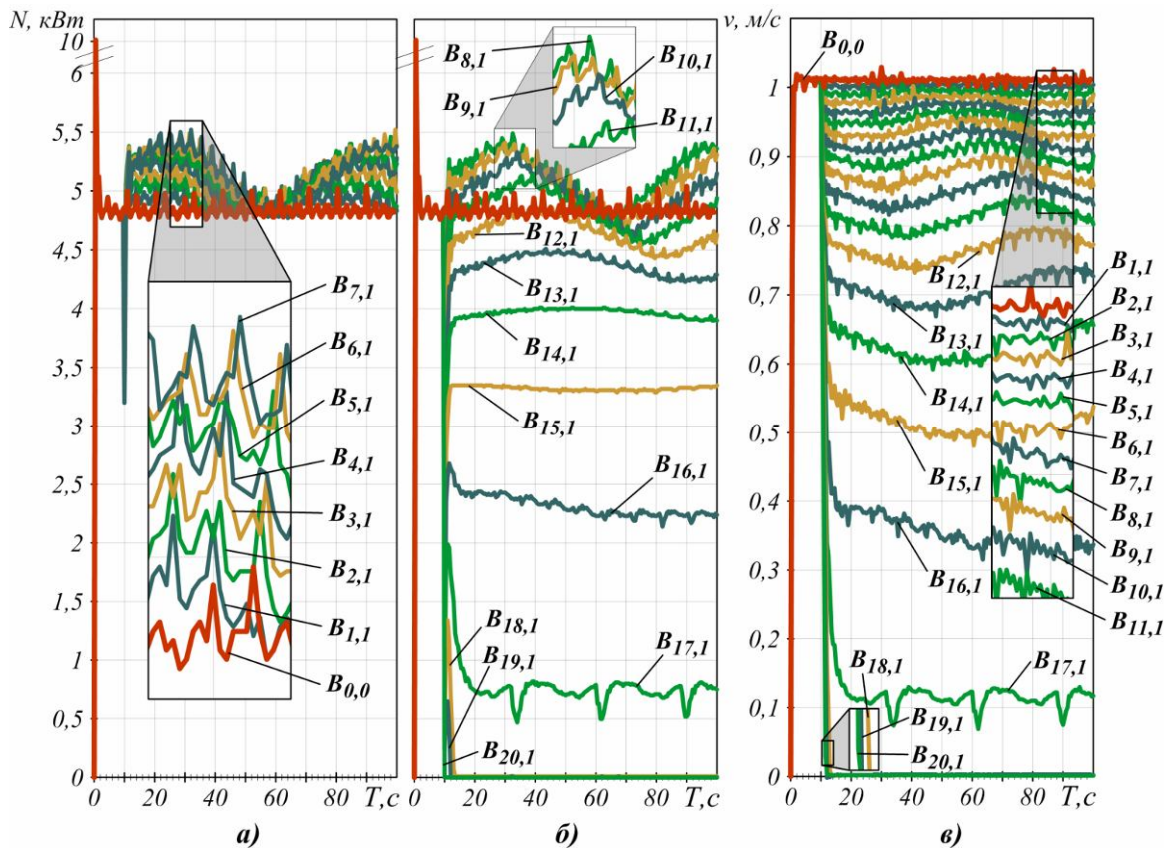 N, кВт
10
6
5,5
5
4,5
4
3,5
3
2,5
2
1,5
1
0,5
0
0 20 40 60 80 T,с
B7,1
B6,1
B5,1
B4,1
B3,1
B2,1
B1,1
B0,0
а)
B8,1
B10,1
B9,1
B11,1
B12,1
B13,1
B14,1
B15,1
B16,1
B18,1
B19,1
B17,1
B20,1
0 20 40 60 80 T,с
б)
v, м/с
1
0,9
0,8
0,7
0,6
0,5
0,4
0,3
0,2
0,1
0
B0,0
B12,1
B1,1
B2,1
B13,1
B3,1
B4,1
B14,1
B5,1
B6,1
B15,1
B7,1
B8,1
B9,1
B16,1
B10,1
B11,1
B18,1
B17,1
B19,1
B20,1
0 20 40 60 80 T,с
в)